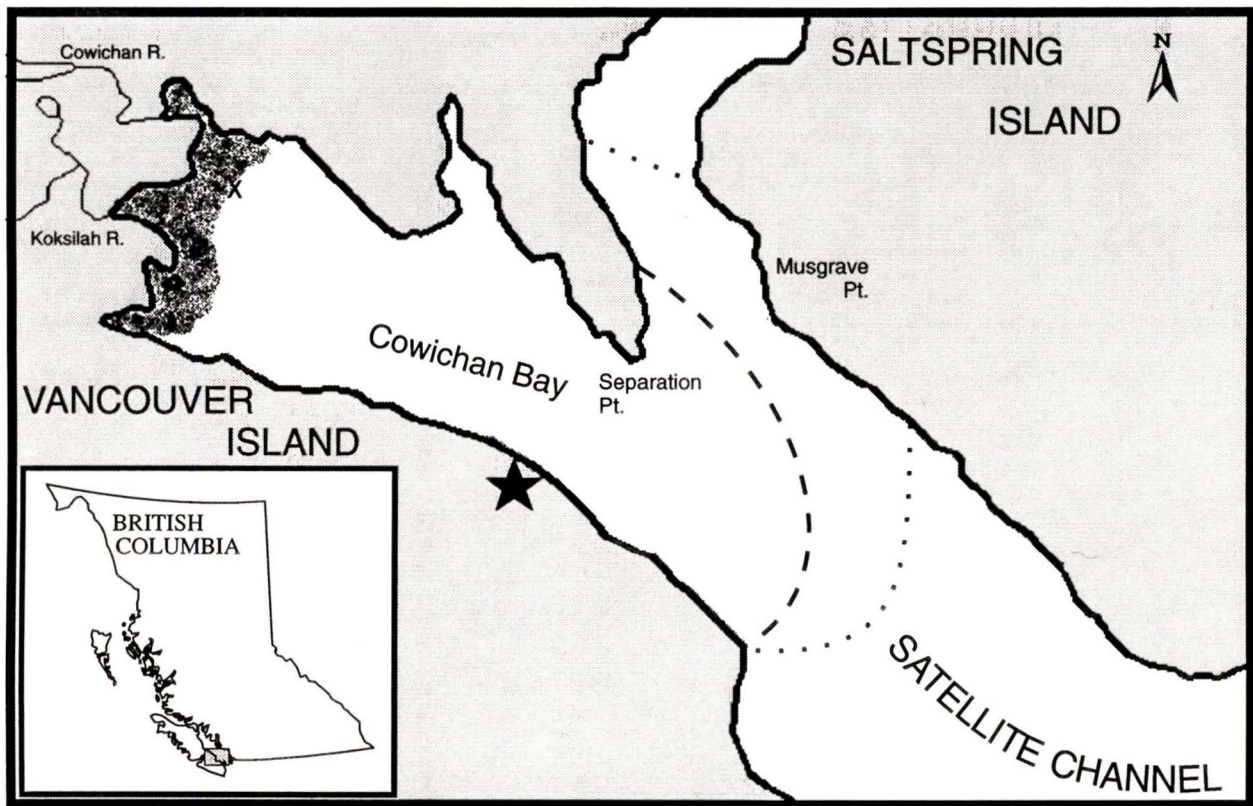 Cowichan R.
SALTSPRING
ISLAND
N
X
Koksilah R.
Musgrave
Pt.
Cowichan Bay
Separation
Pt.
VANCOUVER
ISLAND
BRITISH
COLUMBIA
SATELLITE CHANNEL